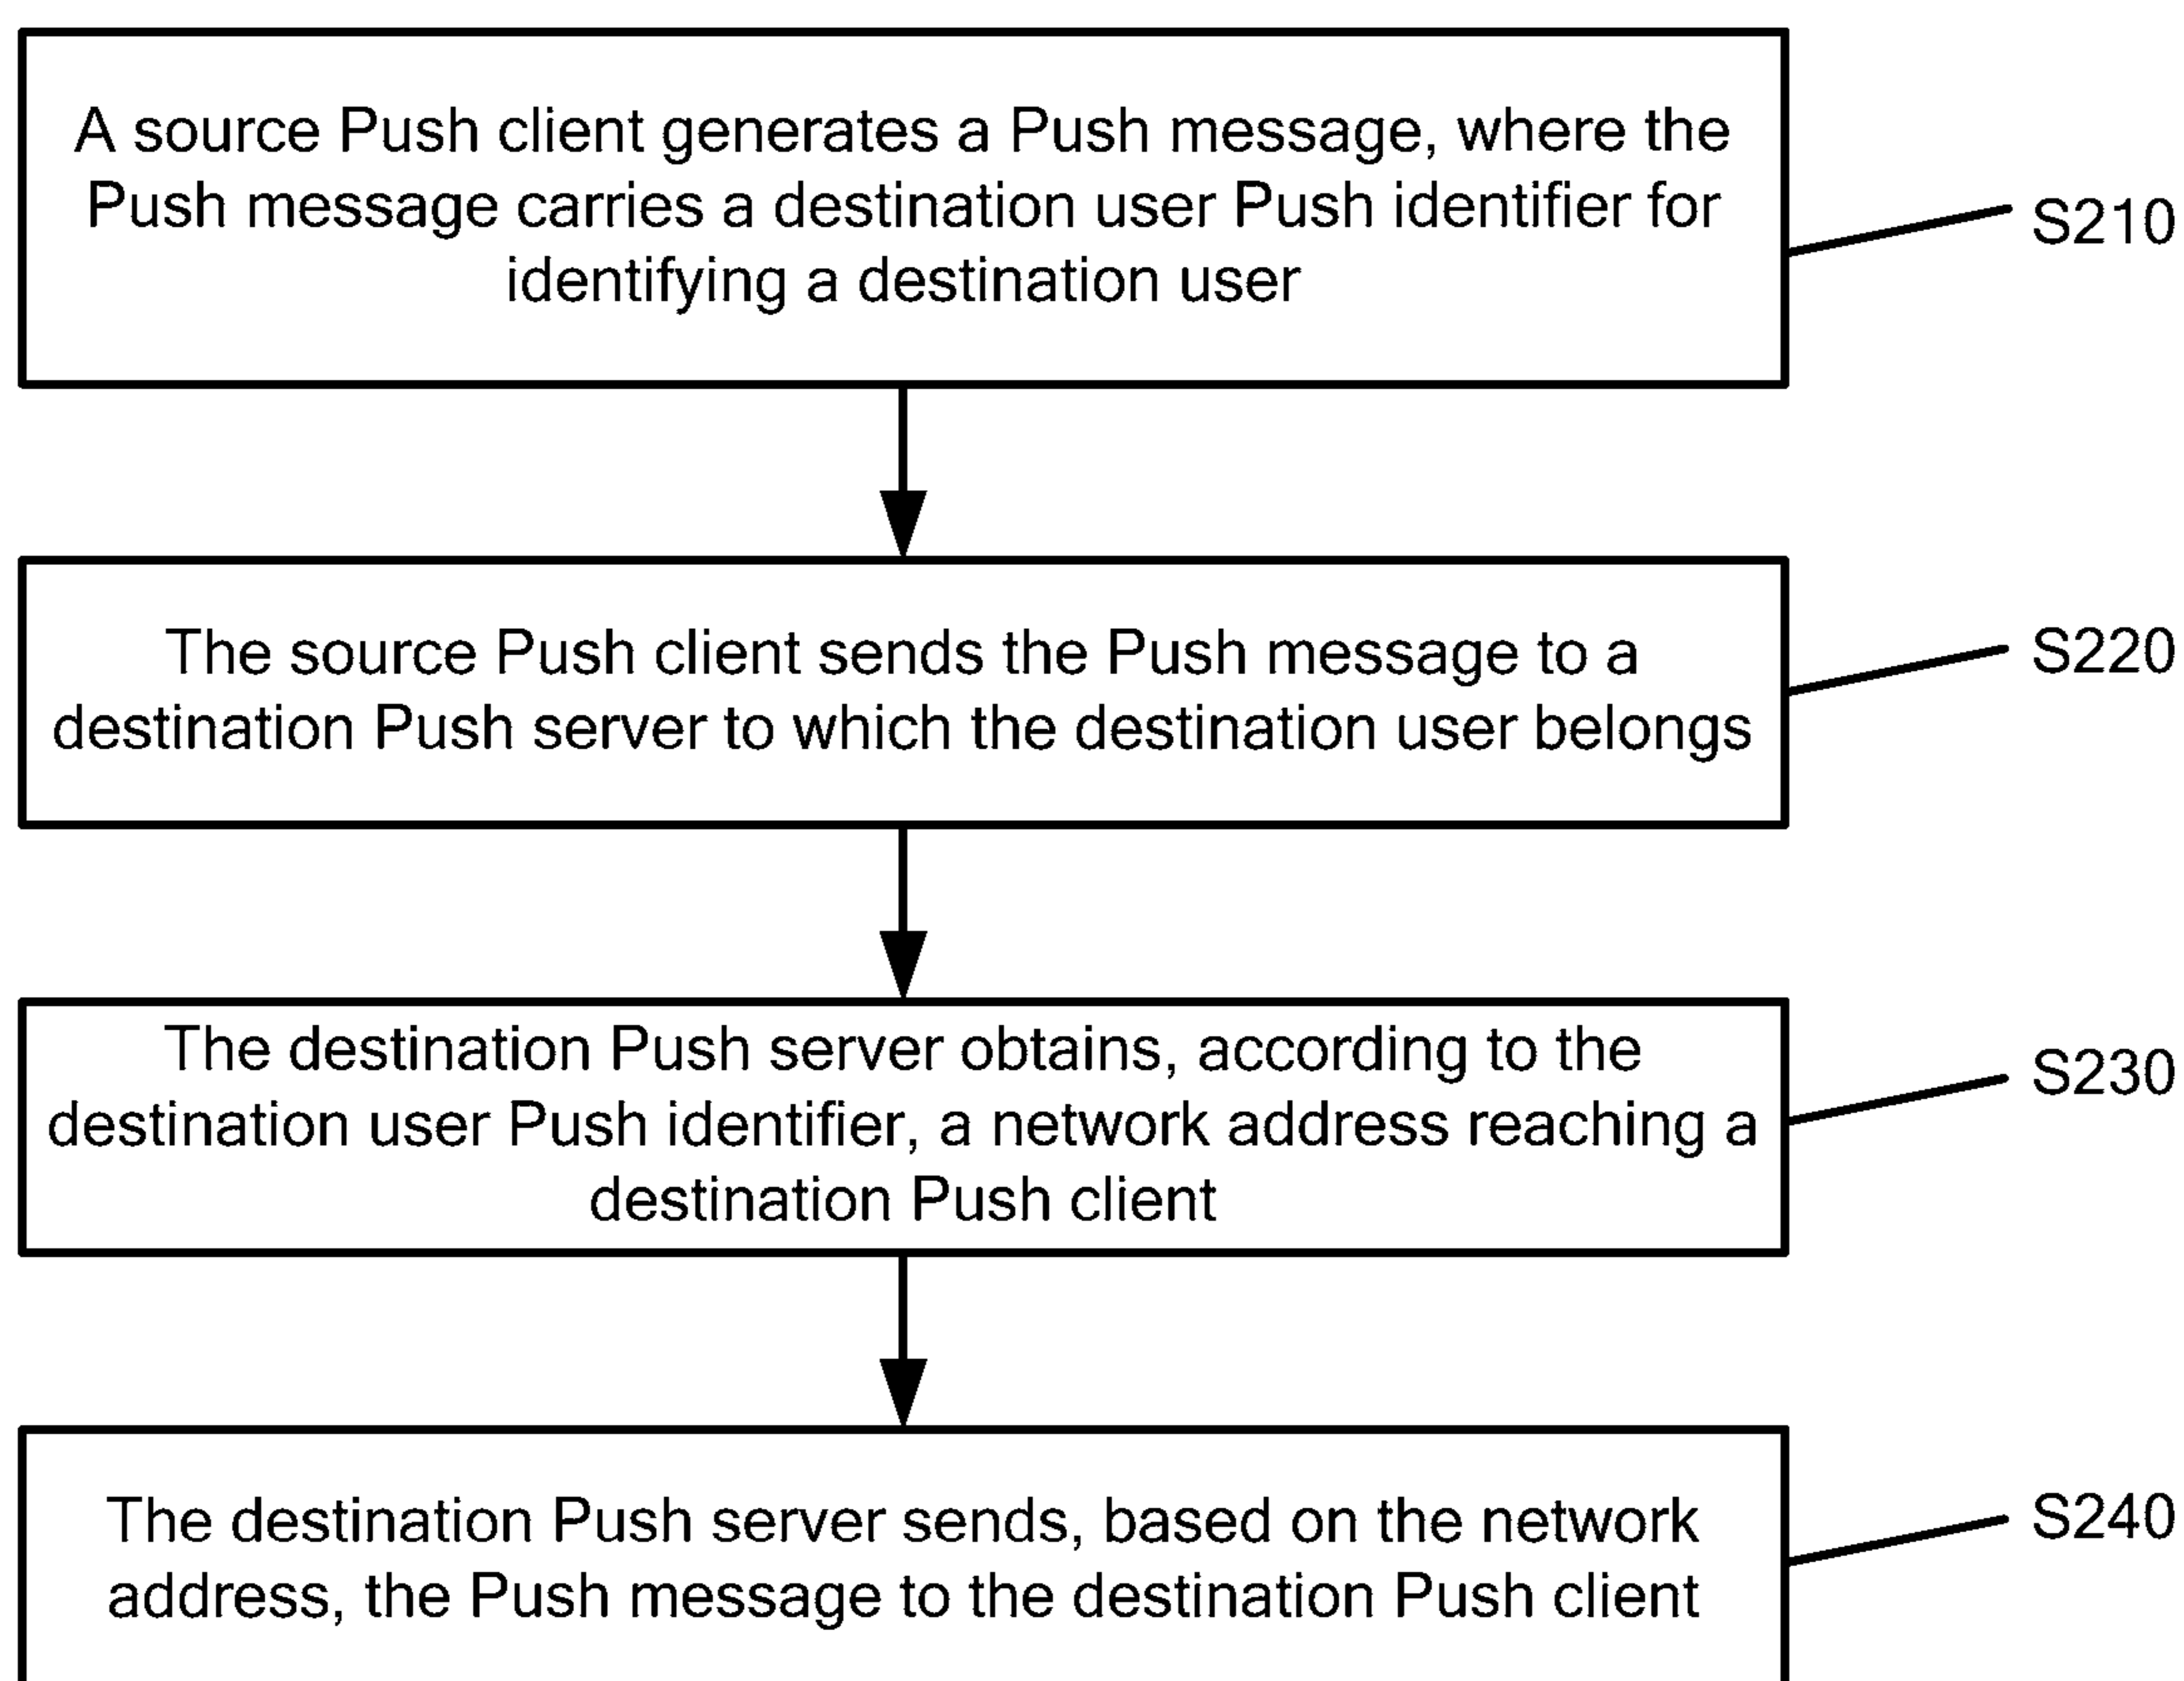 A source Push client generates a Push message, where the
Push message carries a destination user Push identifier for
identifying a destination user
S210
The source Push client sends the Push message to a
destination Push server to which the destination user belongs
S220
The destination Push server obtains, according to the
destination user Push identifier, a network address reaching a
destination Push client
S230
The destination Push server sends, based on the network
address, the Push message to the destination Push client
S240